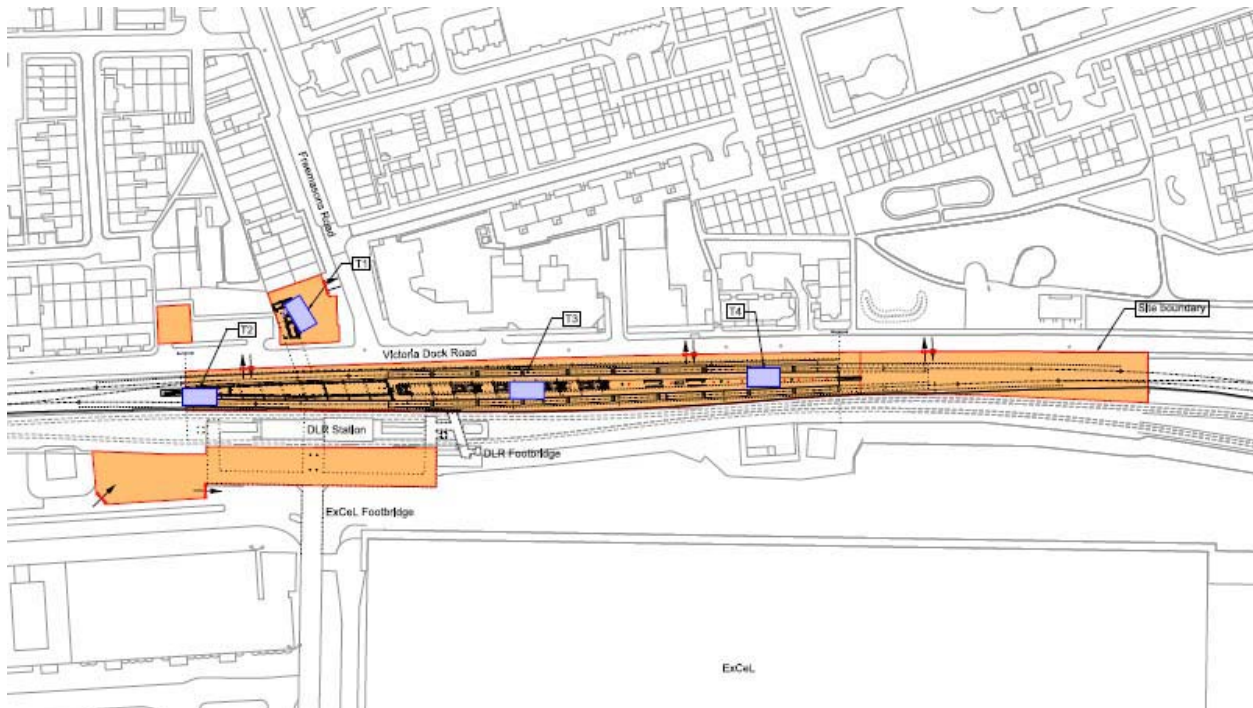 Freemasons Road
T1
T2
T3
T4
Site boundary
Victoria Dock Road
DLR Station
DLR Footbridge
ExCeL Footbridge
ExCeL